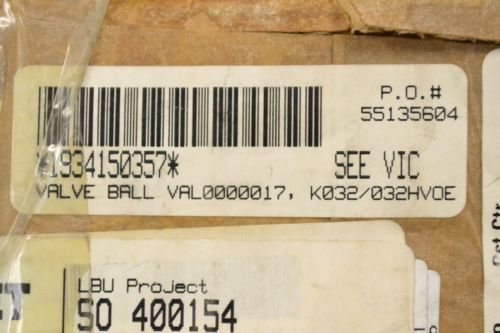 P.O.#
55135604
*1934150357* SEE VIC
VALVE BALL VAL0000017, K032/032HVOE
LBU Project
SO 400154